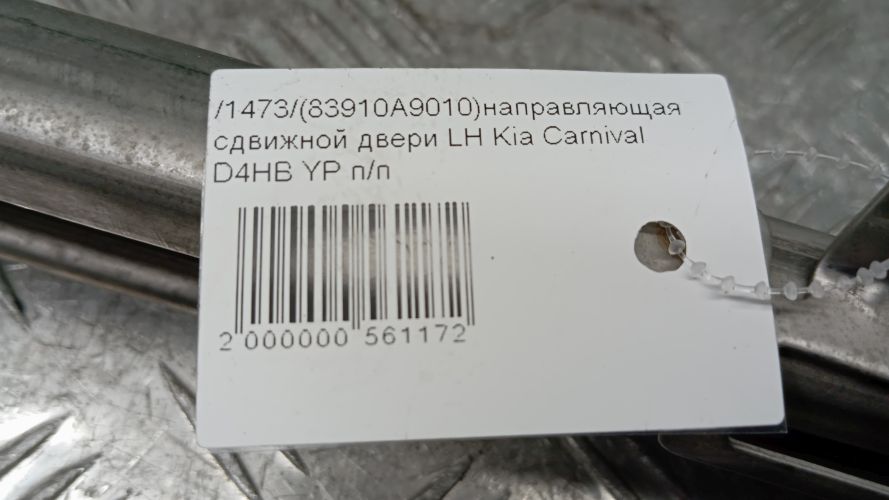 /1473/(83910A9010)направляющая
сдвижной двери LH Kia Carnival
D4HB YP п/п
2 000000 561172